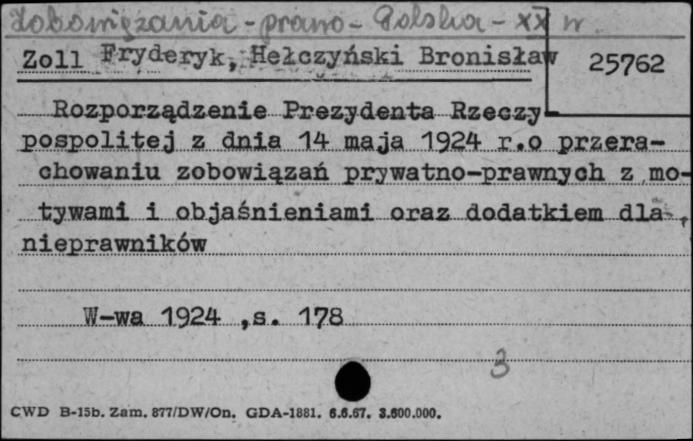 Zobowiązania - prawo - Polska - XX w
Zoll Fryderyk, Hełczyński Bronisław 25762
Rozporządzenie Prezydenta Rzeczy-
pospolitej z dnia 14 maja 1924 r.o przera-
chowaniu zobowiązań prywatno-prawnych z mo-
tywami i objaśnieniami oraz dodatkiem dla
nieprawników
W-wa 1924 ,s. 178
3
CWD B-15b. Zam. 877/DW/On. GDA-1881. 6.6.67. 3.600.000.